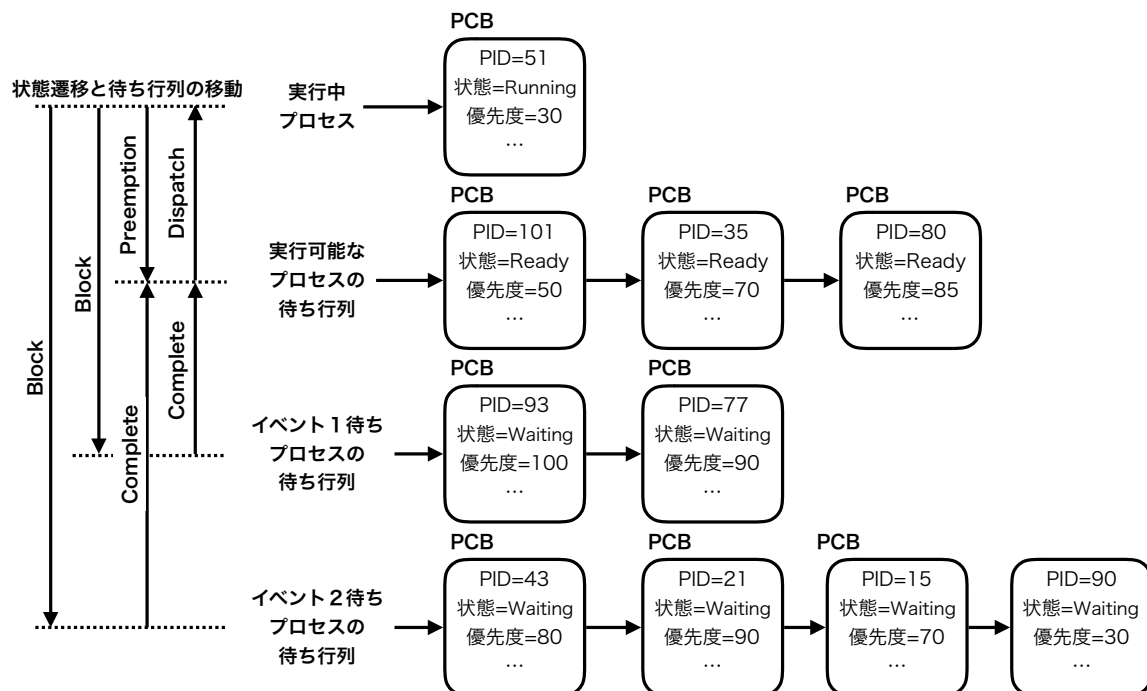 状態遷移と待ち行列の移動
Block
Block
Preemption
Dispatch
Complete
Complete
実行中
プロセス
PCB
PID=51
状態=Running
優先度=30
...
実行可能な
プロセスの
待ち行列
PCB
PID=101
状態=Ready
優先度=50
...
PCB
PID=35
状態=Ready
優先度=70
...
PCB
PID=80
状態=Ready
優先度=85
...
イベント1待ち
プロセスの
待ち行列
PCB
PID=93
状態=Waiting
優先度=100
...
PCB
PID=77
状態=Waiting
優先度=90
...
イベント2待ち
プロセスの
待ち行列
PCB
PID=43
状態=Waiting
優先度=80
...
PCB
PID=21
状態=Waiting
優先度=90
...
PCB
PID=15
状態=Waiting
優先度=70
...
PID=90
状態=Waiting
優先度=30
...